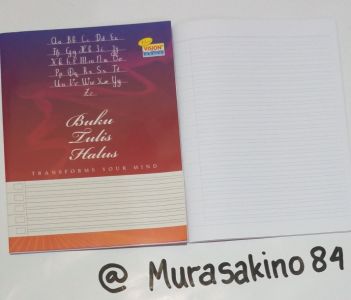 Aa Bb Cc Dd Ee
Ff Gg Hh Ii Jj
Kk Ll Mm Nn Oo
Pp Qq Rr Ss Tt
Uu Vv Ww Xx Yy
Zz
VISION
Buku
Tulis
Halus
TRANSFORMS YOUR MIND
@ Murasakino 84